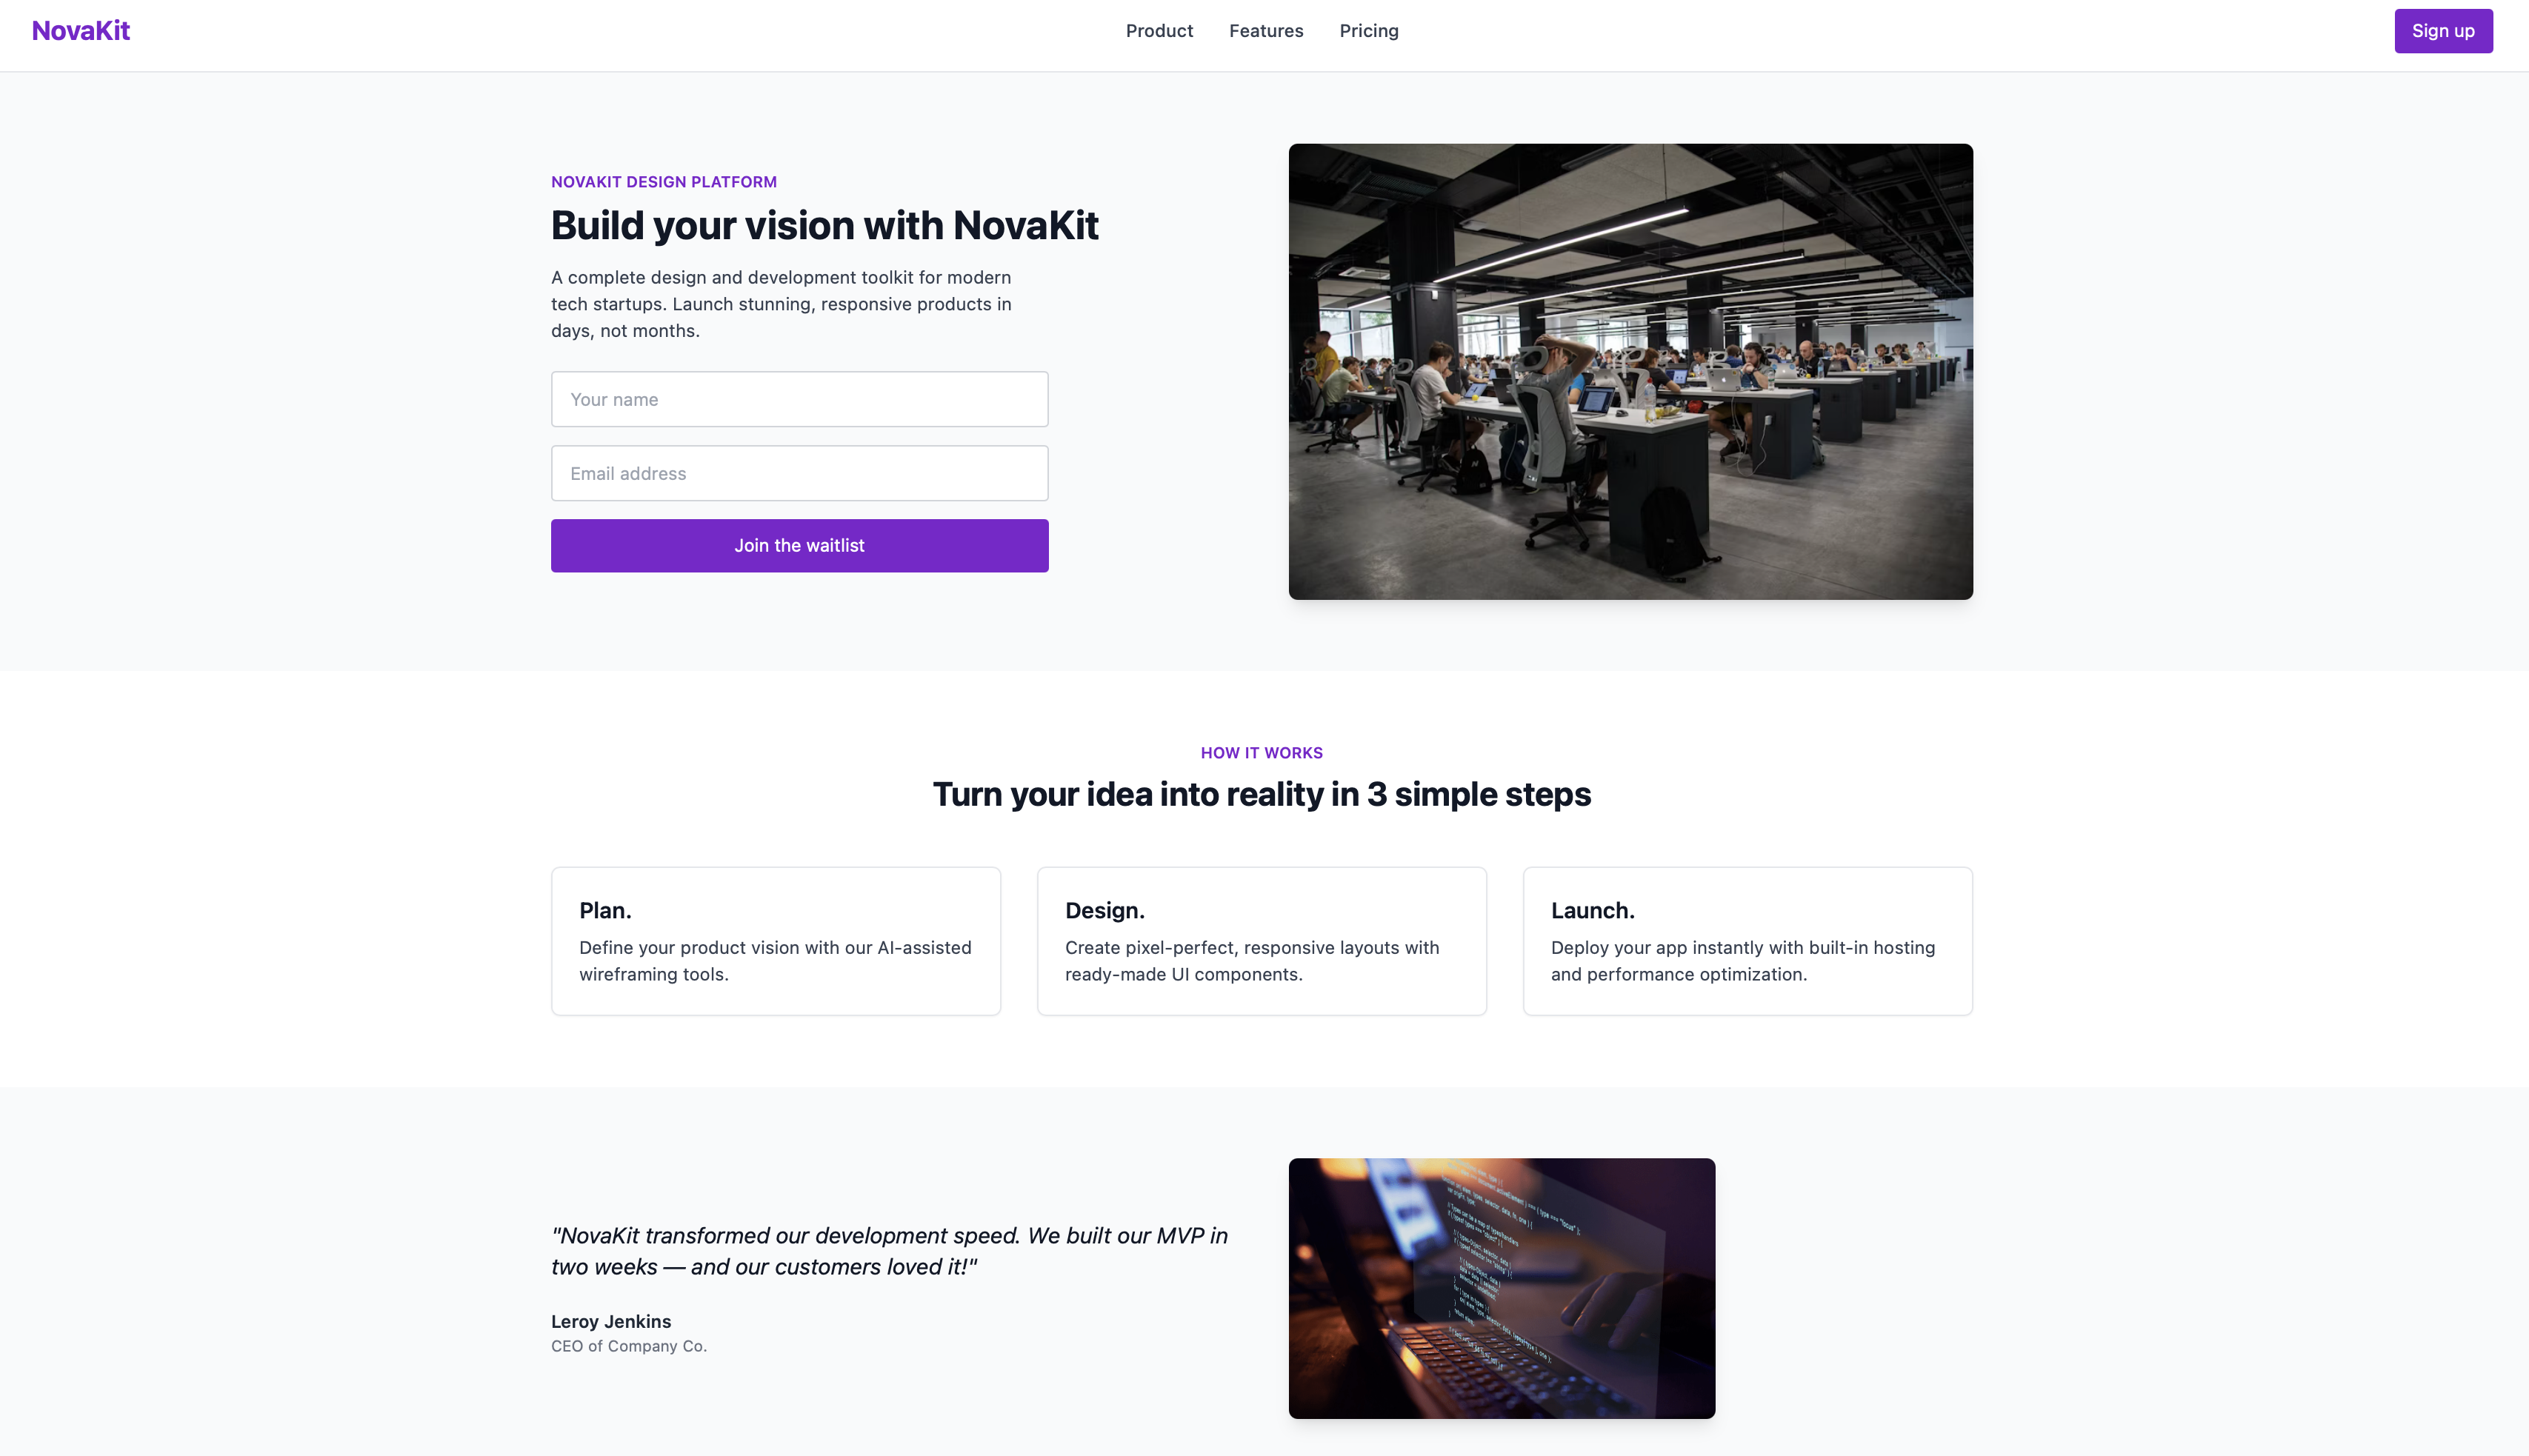 NovaKit
Product
Features
Pricing
Sign up
NOVAKIT DESIGN PLATFORM
Build your vision with NovaKit
A complete design and development toolkit for modern
tech startups. Launch stunning, responsive products in
days, not months.
Your name
Email address
Join the waitlist
HOW IT WORKS
Turn your idea into reality in 3 simple steps
Plan.
Define your product vision with our AI-assisted
wireframing tools.
Design.
Create pixel-perfect, responsive layouts with
ready-made UI components.
Launch.
Deploy your app instantly with built-in hosting
and performance optimization.
"NovaKit transformed our development speed. We built our MVP in
two weeks — and our customers loved it!"
Leroy Jenkins
CEO of Company Co.